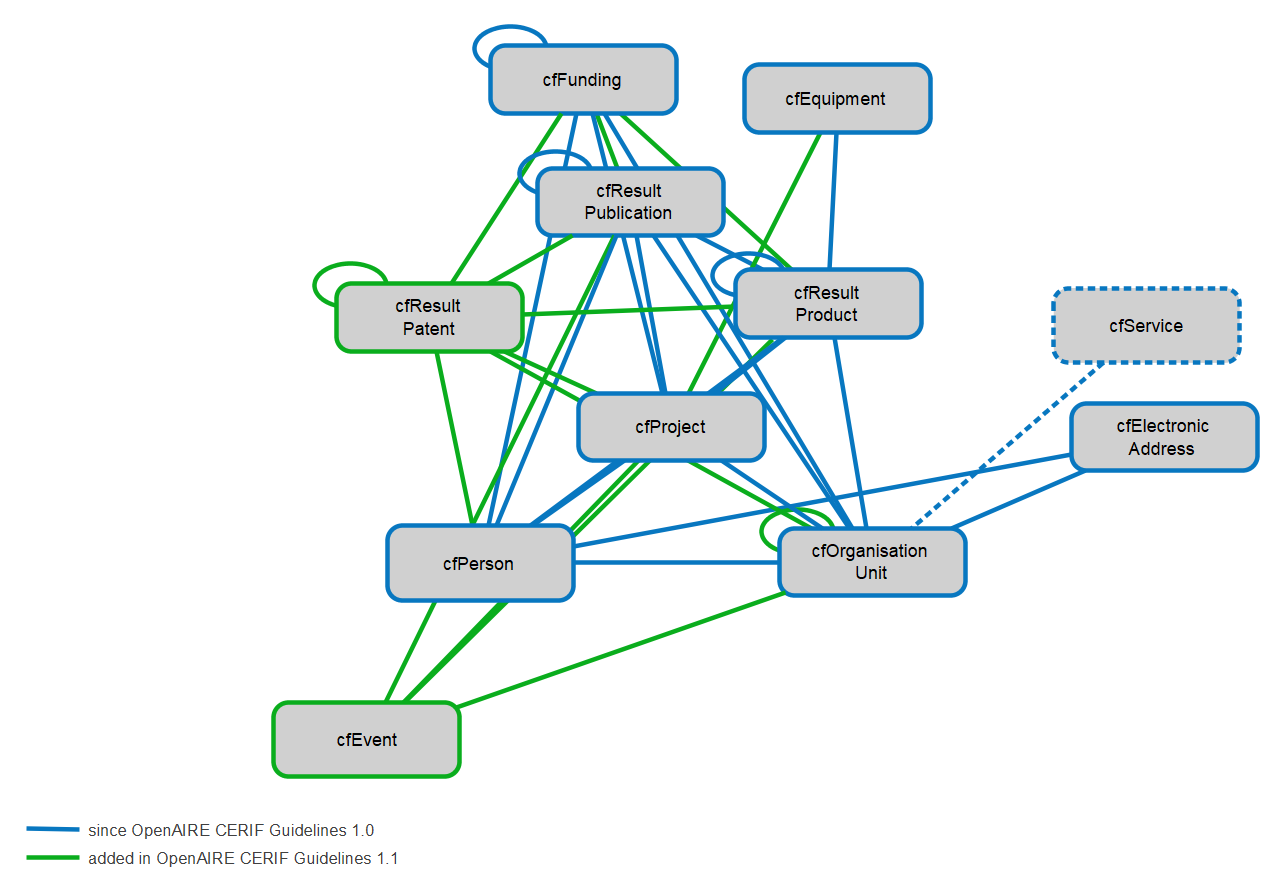 cfFunding
cfEquipment
cfResult
Publication
cfResult
Product
cfResult
Patent
cfService
cfProject
cfElectronic
Address
cfPerson
cfOrganisation
Unit
cfEvent
since OpenAIRE CERIF Guidelines 1.0
added in OpenAIRE CERIF Guidelines 1.1